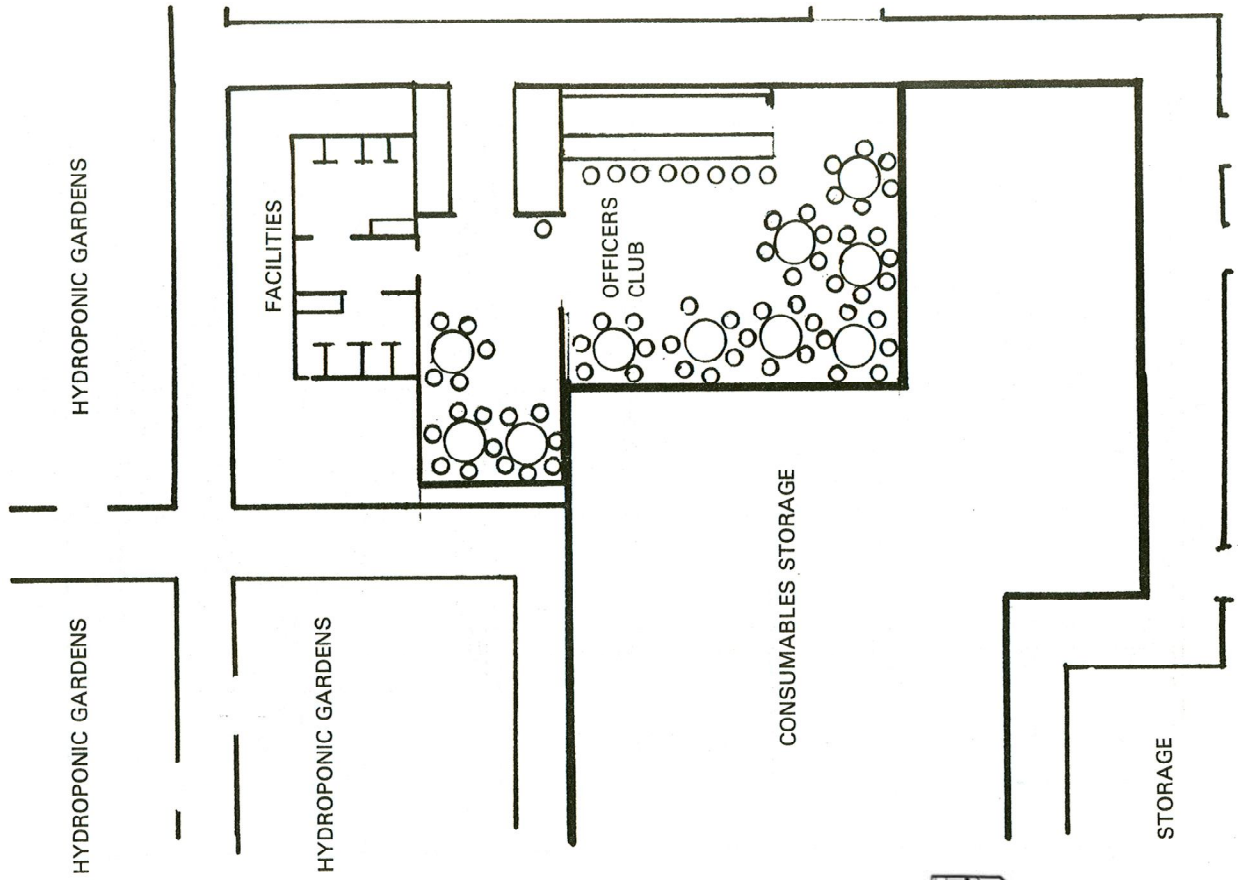 HYDROPONIC GARDENS
HYDROPONIC GARDENS
HYDROPONIC GARDENS
FACILITIES
OFFICERS
CLUB
CONSUMABLES STORAGE
STORAGE